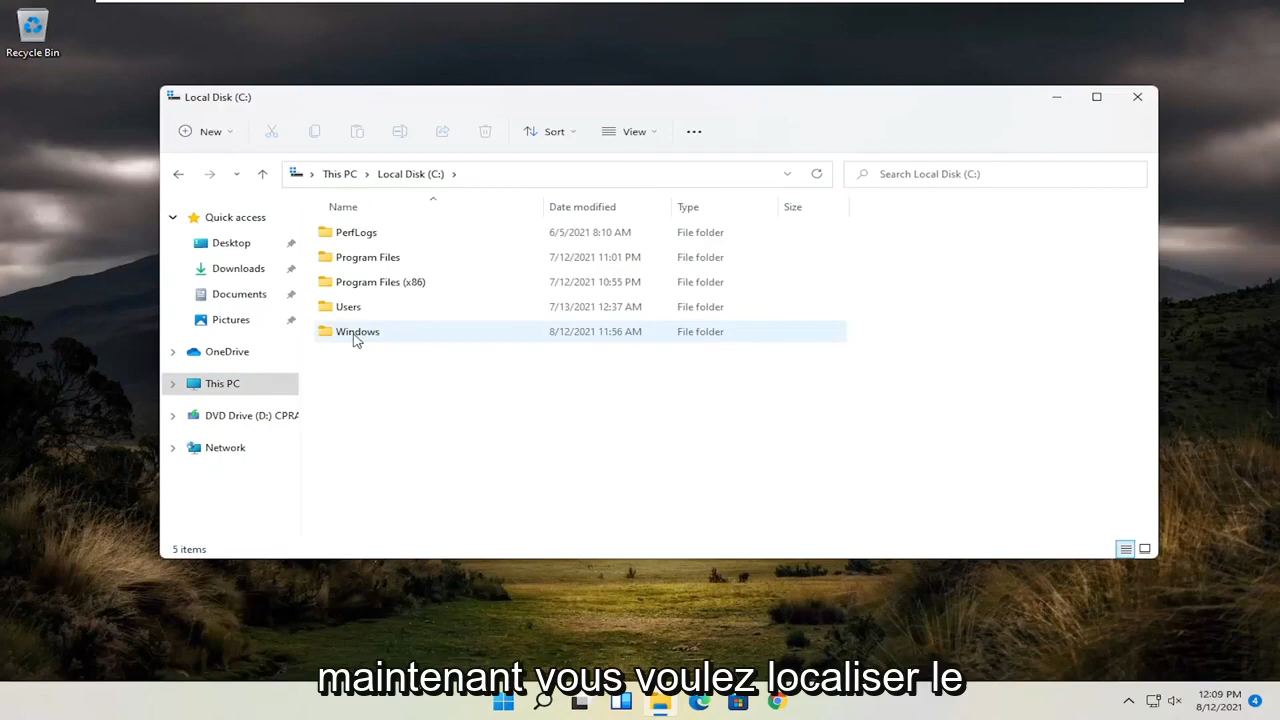 Recycle Bin
Local Disk (C:)
New
Sort
View
This PC
Local Disk (C:)
Search Local Disk (C:)
Name
Date modified
Type
Size
Quick access
Desktop
Downloads
Documents
Pictures
OneDrive
This PC
DVD Drive (D:) CPRA
Network
PerfLogs
6/5/2021 8:10 AM
File folder
Program Files
7/12/2021 11:01 PM
File folder
Program Files (x86)
7/12/2021 10:55 PM
File folder
Users
7/13/2021 12:37 AM
File folder
Windows
8/12/2021 11:56 AM
File folder
5 items
maintenant vous voulez localiser le
12:09 PM
8/12/2021
4